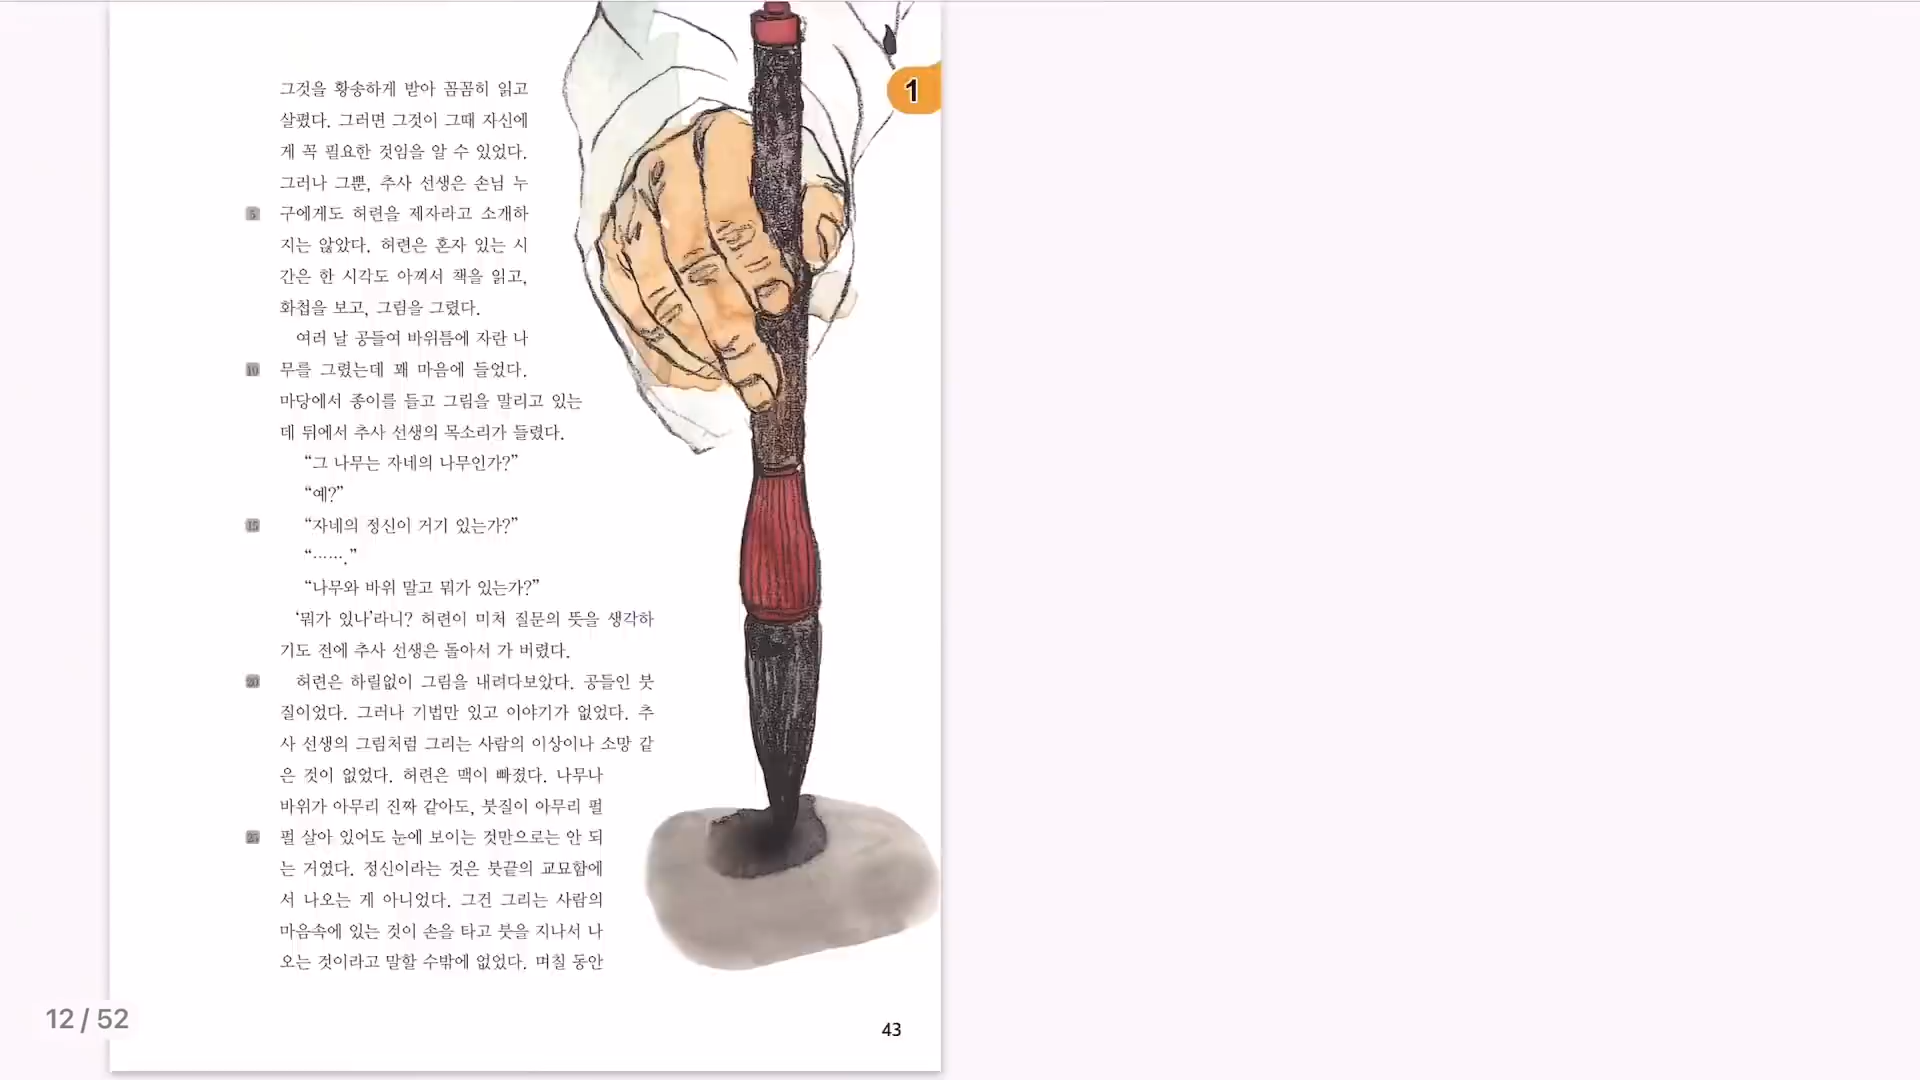 그것을 황송하게 받아 꼼꼼히 읽고
살폈다. 그러면 그것이 그때 자신에
게 꼭 필요한 것임을 알 수 있었다.
그러나 그뿐, 추사 선생은 손님 누
5 구에게도 허련을 제자라고 소개하
지는 않았다. 허련은 혼자 있는 시
간은 한 시각도 아껴서 책을 읽고,
화첩을 보고, 그림을 그렸다.
여러 날 공들여 바위틈에 자란 나
10 무를 그렸는데 꽤 마음에 들었다.
마당에서 종이를 들고 그림을 말리고 있는
데 뒤에서 추사 선생의 목소리가 들렸다.
“그 나무는 자네의 나무인가?”
“예?”
15 “자네의 정신이 거기 있는가?”
“…….”
“나무와 바위 말고 뭐가 있는가?”
‘뭐가 있나’라니? 허련이 미처 질문의 뜻을 생각하
기도 전에 추사 선생은 돌아서 가 버렸다.
20 허련은 하릴없이 그림을 내려다보았다. 공들인 붓
질이었다. 그러나 기법만 있고 이야기가 없었다. 추
사 선생의 그림처럼 그리는 사람의 이상이나 소망 같
은 것이 없었다. 허련은 맥이 빠졌다. 나무나
바위가 아무리 진짜 같아도, 붓질이 아무리 펄
25 펄 살아 있어도 눈에 보이는 것만으로는 안 되
는 거였다. 정신이라는 것은 붓끝의 교묘함에
서 나오는 게 아니었다. 그건 그리는 사람의
마음속에 있는 것이 손을 타고 붓을 지나서 나
오는 것이라고 말할 수밖에 없었다. 며칠 동안
1
12 / 52
43